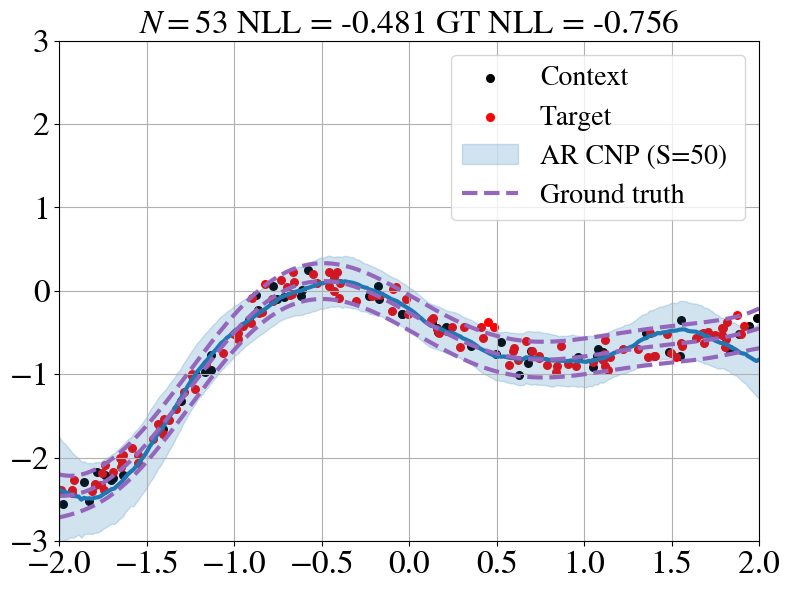 N = 53 NLL = -0.481 GT NLL = -0.756
3
2
1
0
−1
−2
−3
−2.0 −1.5 −1.0 −0.5 0.0 0.5 1.0 1.5 2.0
Context
Target
AR CNP (S=50)
Ground truth